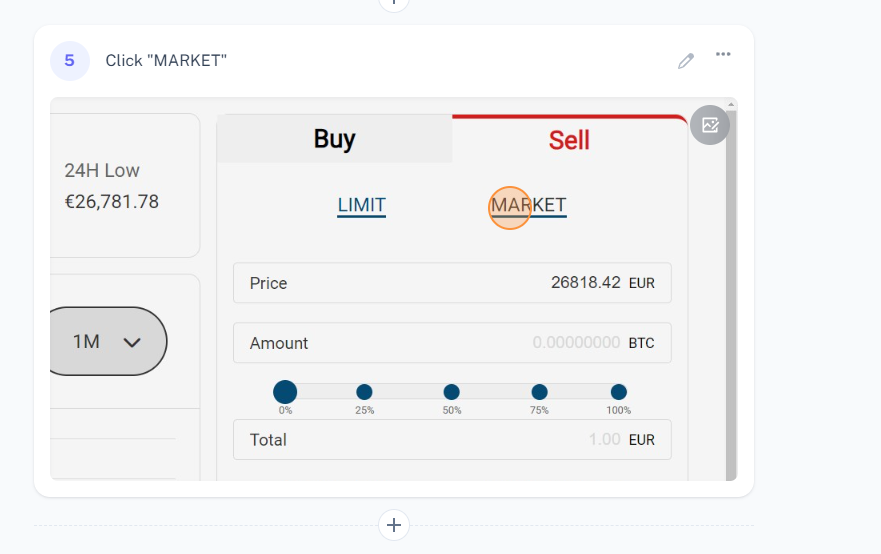 5 Click "MARKET"
Buy Sell
24H Low
€26,781.78
LIMIT MARKET
Price 26818.42 EUR
1M
Amount 0.00000000 BTC
0% 25% 50% 75% 100%
Total 1.00 EUR